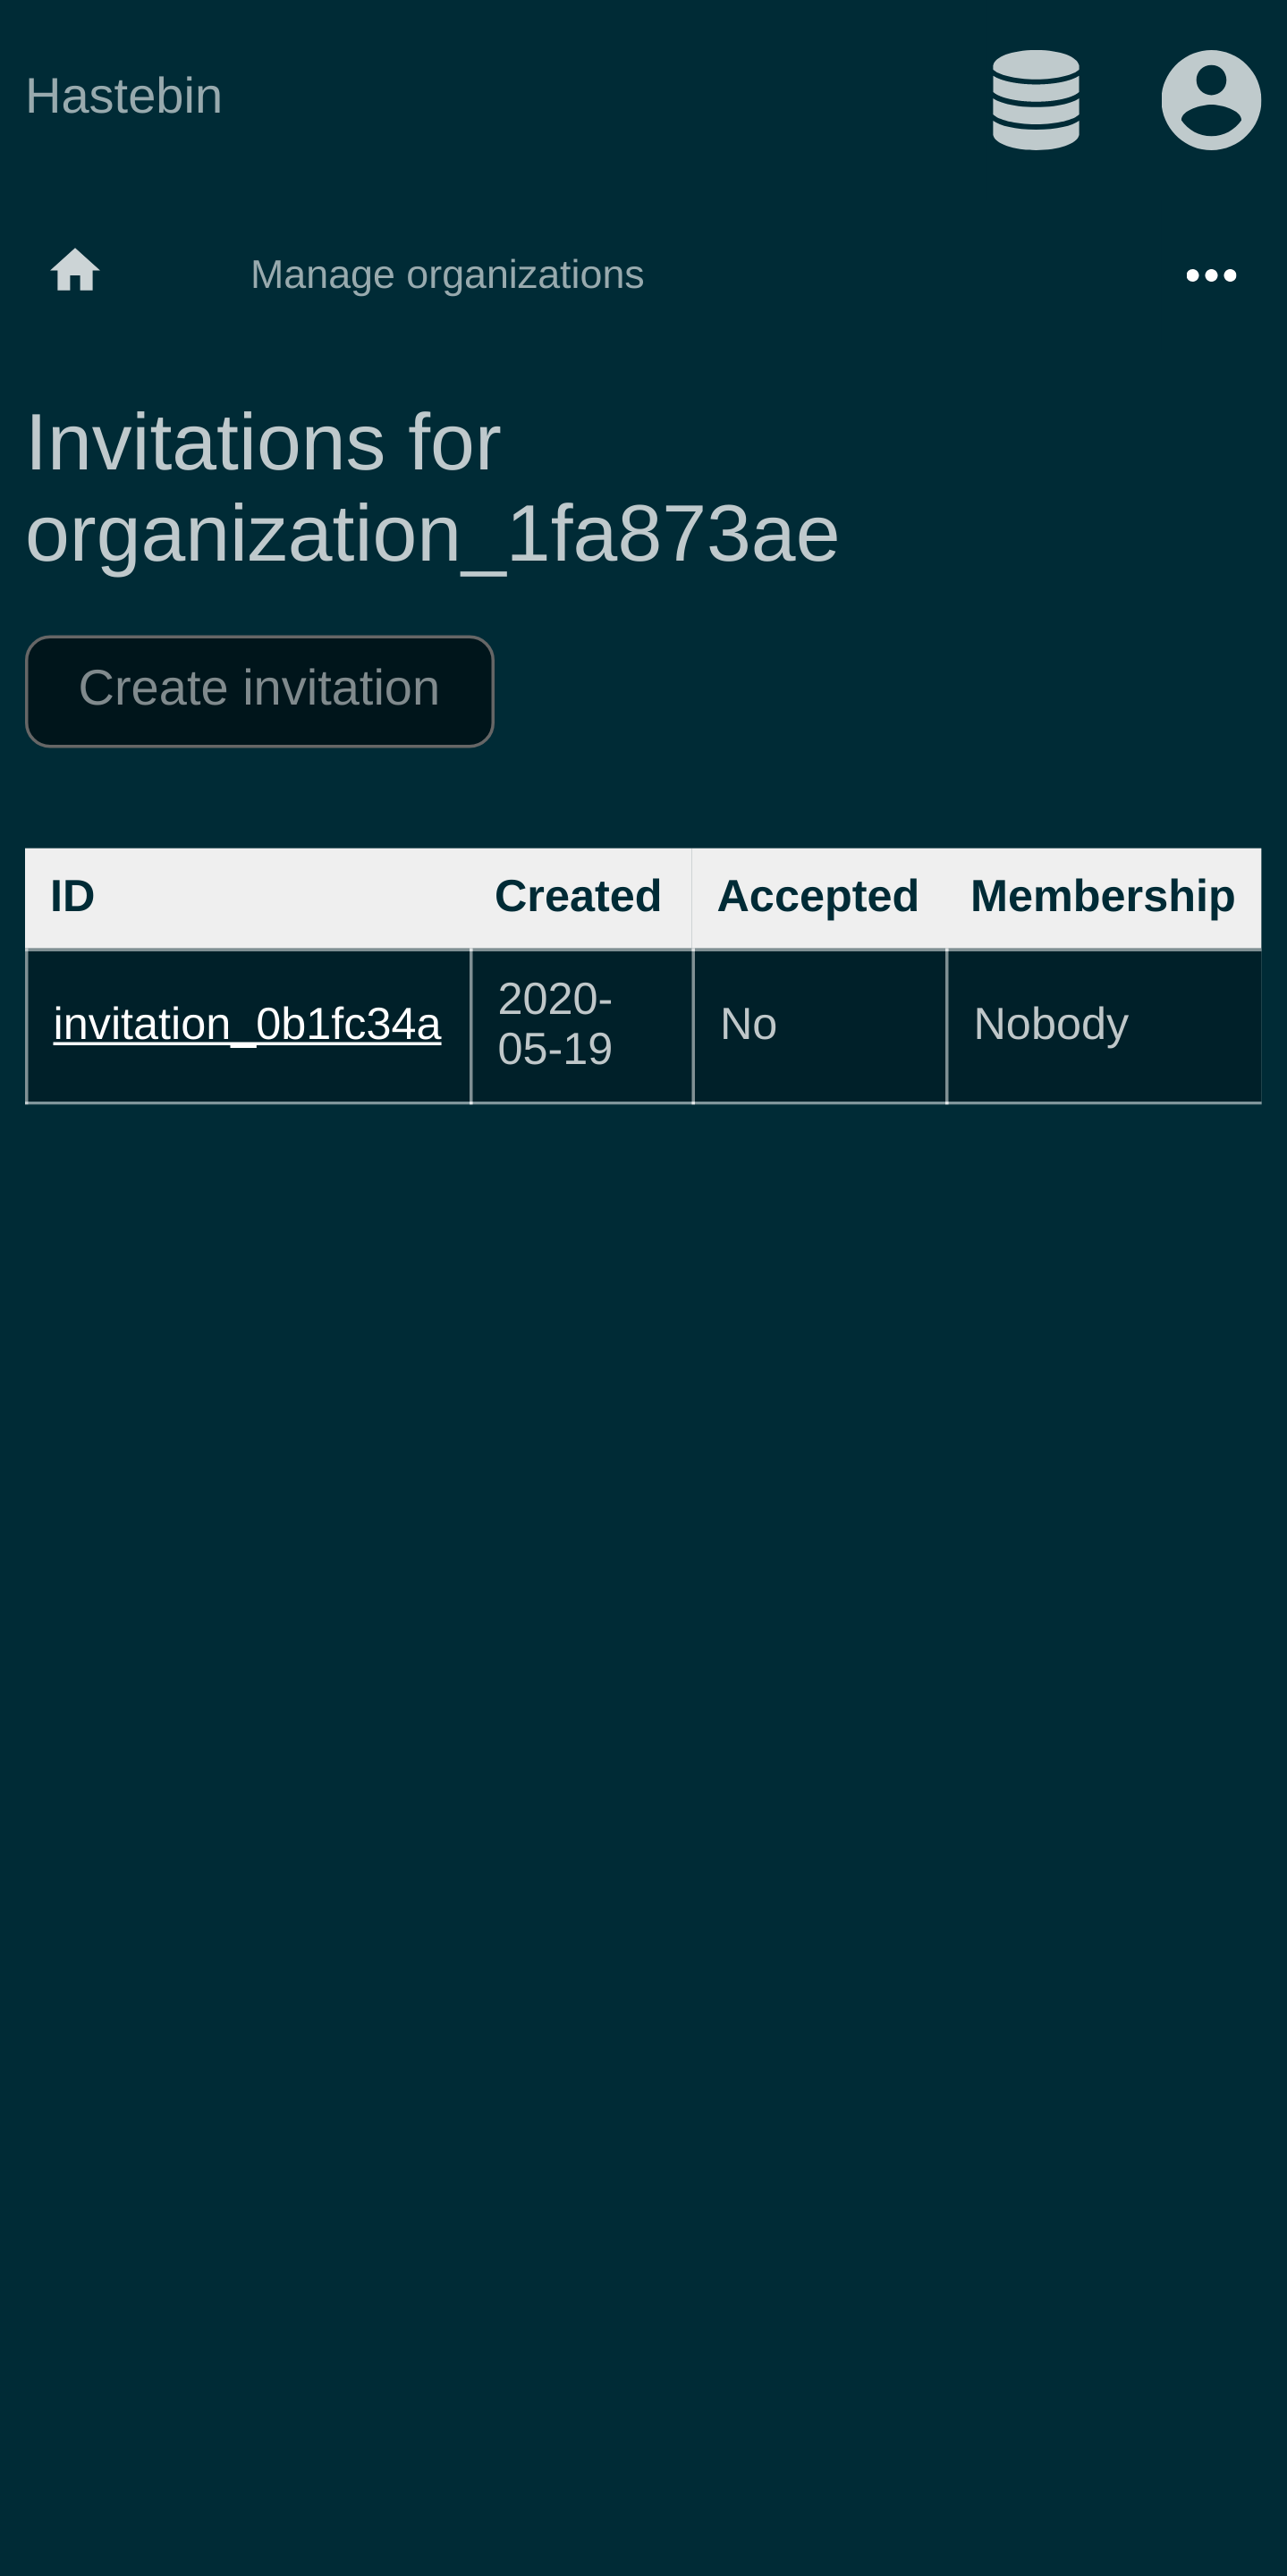 Hastebin
Manage organizations
Invitations for
organization_1fa873ae
Create invitation
ID Created Accepted Membership
invitation_0b1fc34a 2020-
05-19 No Nobody